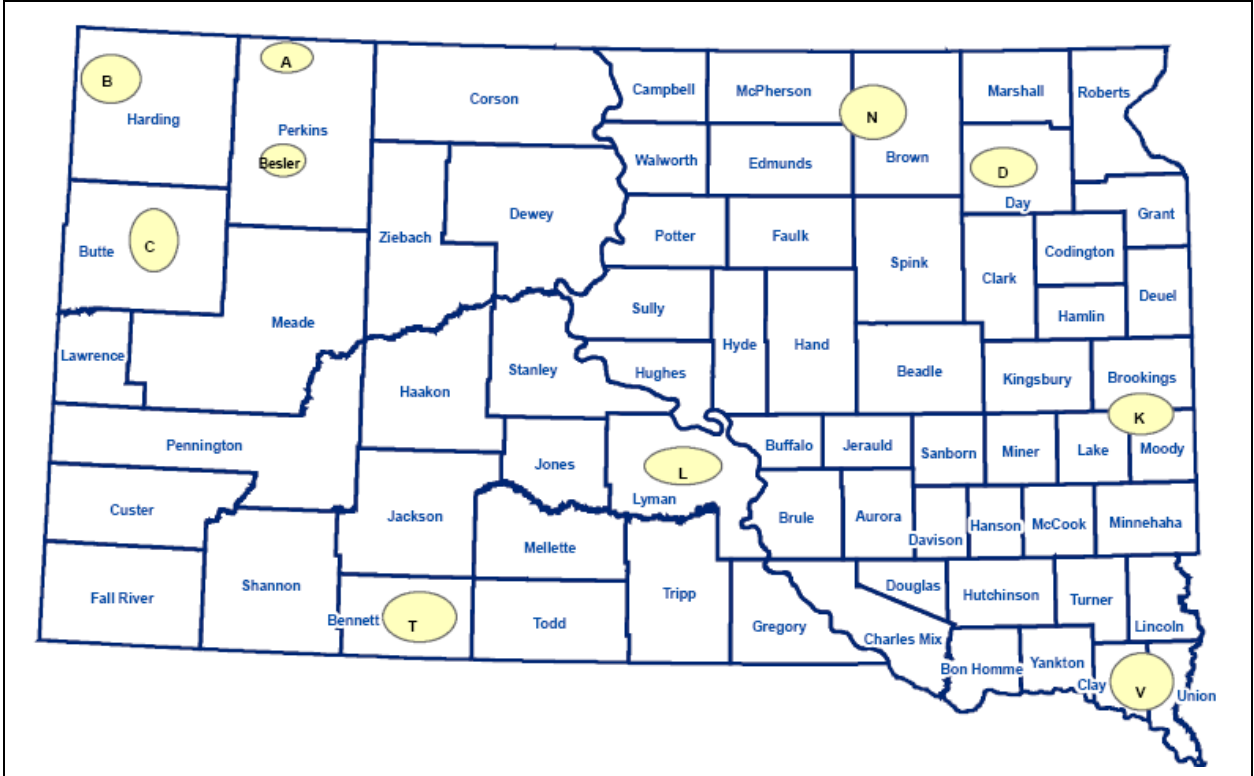 A
B
Harding
Perkins
Besler
Corson
Campbell
McPherson
N
Brown
Marshall
Roberts
Walworth
Edmunds
D
Day
Grant
Butte
C
Ziebach
Dewey
Potter
Faulk
Spink
Clark
Codington
Deuel
Hamlin
Lawrence
Meade
Haakon
Stanley
Sully
Hughes
Hyde
Hand
Beadle
Kingsbury
Brookings
K
Moody
Pennington
Jones
L
Lyman
Buffalo
Jerauld
Sanborn
Miner
Lake
Custer
Jackson
Mellette
Brule
Aurora
Davison
Hanson
McCook
Minnehaha
Fall River
Shannon
Bennett
T
Todd
Tripp
Gregory
Douglas
Charles Mix
Hutchinson
Turner
Lincoln
Bon Homme
Yankton
Clay
V
Union